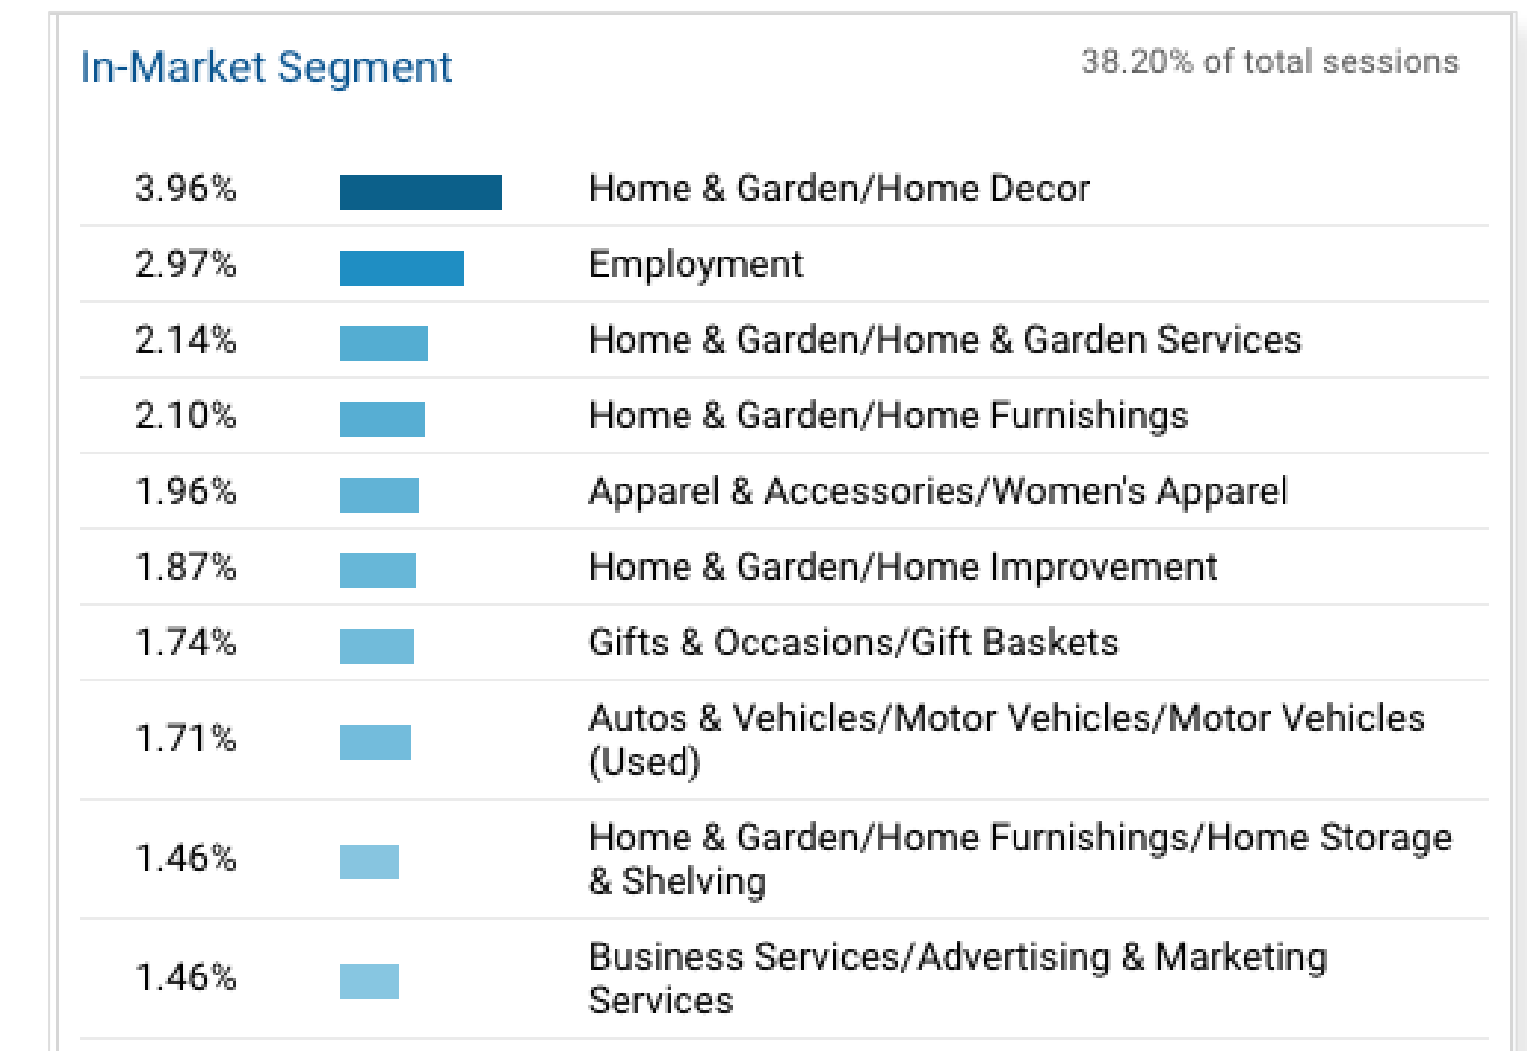 In-Market Segment
38.20% of total sessions
3.96% Home & Garden/Home Decor
2.97% Employment
2.14% Home & Garden/Home & Garden Services
2.10% Home & Garden/Home Furnishings
1.96% Apparel & Accessories/Women's Apparel
1.87% Home & Garden/Home Improvement
1.74% Gifts & Occasions/Gift Baskets
1.71% Autos & Vehicles/Motor Vehicles/Motor Vehicles
(Used)
1.46% Home & Garden/Home Furnishings/Home Storage
& Shelving
1.46% Business Services/Advertising & Marketing
Services